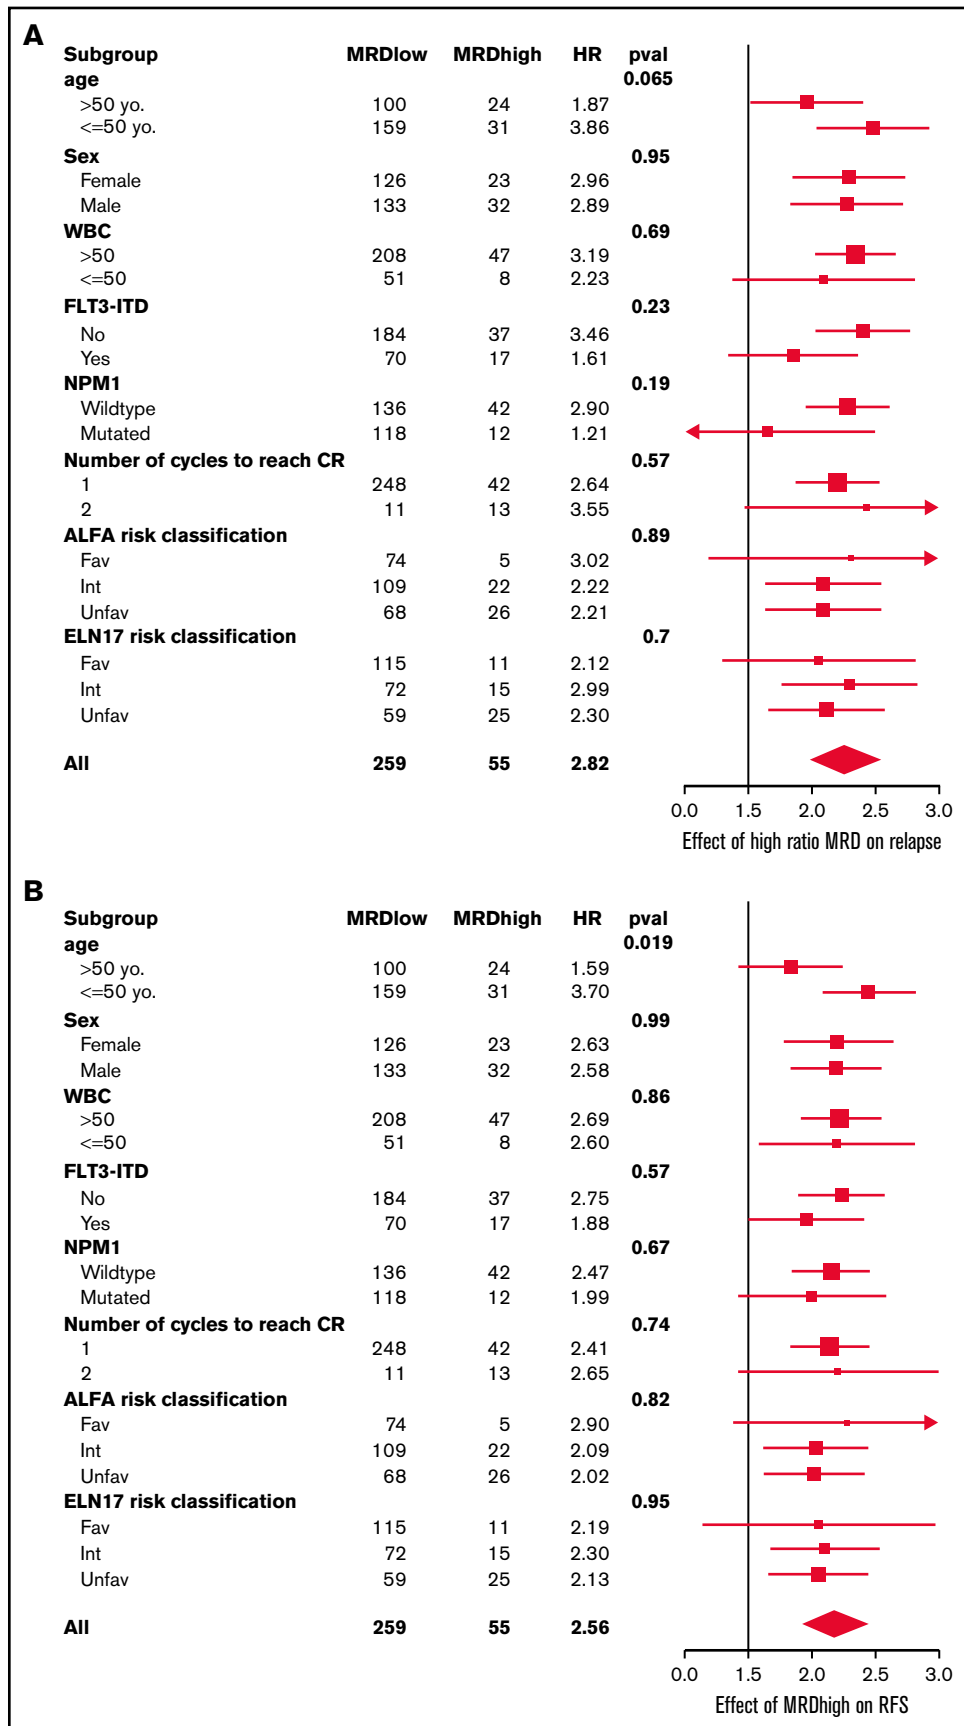 A
Subgroup MRDlow MRDhigh HR pval
age 0.065
>50 yo. 100 24 1.87
<=50 yo. 159 31 3.86
Sex 0.95
Female 126 23 2.96
Male 133 32 2.89
WBC 0.69
>50 208 47 3.19
<=50 51 8 2.23
FLT3-ITD 0.23
No 184 37 3.46
Yes 70 17 1.61
NPM1 0.19
Wildtype 136 42 2.90
Mutated 118 12 1.21
Number of cycles to reach CR 0.57
1 248 42 2.64
2 11 13 3.55
ALFA risk classification 0.89
Fav 74 5 3.02
Int 109 22 2.22
Unfav 68 26 2.21
ELN17 risk classification 0.7
Fav 115 11 2.12
Int 72 15 2.99
Unfav 59 25 2.30
All 259 55 2.82
0.0 1.5 2.0 2.5 3.0
Effect of high ratio MRD on relapse
B
Subgroup MRDlow MRDhigh HR pval
age 0.019
>50 yo. 100 24 1.59
<=50 yo. 159 31 3.70
Sex 0.99
Female 126 23 2.63
Male 133 32 2.58
WBC 0.86
>50 208 47 2.69
<=50 51 8 2.60
FLT3-ITD 0.57
No 184 37 2.75
Yes 70 17 1.88
NPM1 0.67
Wildtype 136 42 2.47
Mutated 118 12 1.99
Number of cycles to reach CR 0.74
1 248 42 2.41
2 11 13 2.65
ALFA risk classification 0.82
Fav 74 5 2.90
Int 109 22 2.09
Unfav 68 26 2.02
ELN17 risk classification 0.95
Fav 115 11 2.19
Int 72 15 2.30
Unfav 59 25 2.13
All 259 55 2.56
0.0 1.5 2.0 2.5 3.0
Effect of MRDhigh on RFS